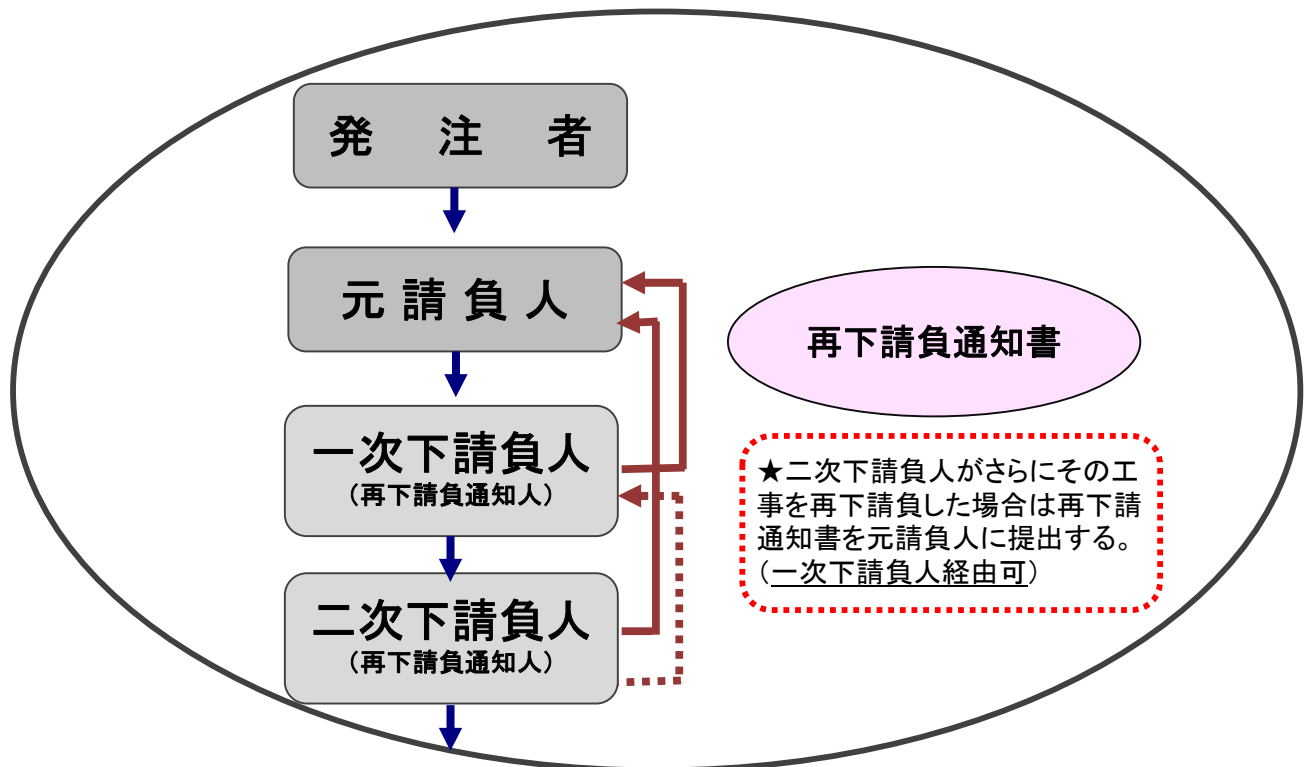 発 注 者
元 請 負 人
再下請負通知書
一次下請負人
（再下請負通知人）
★二次下請負人がさらにその工
事を再下請負した場合は再下請
通知書を元請負人に提出する。
（一次下請負人経由可）
二次下請負人
（再下請負通知人）